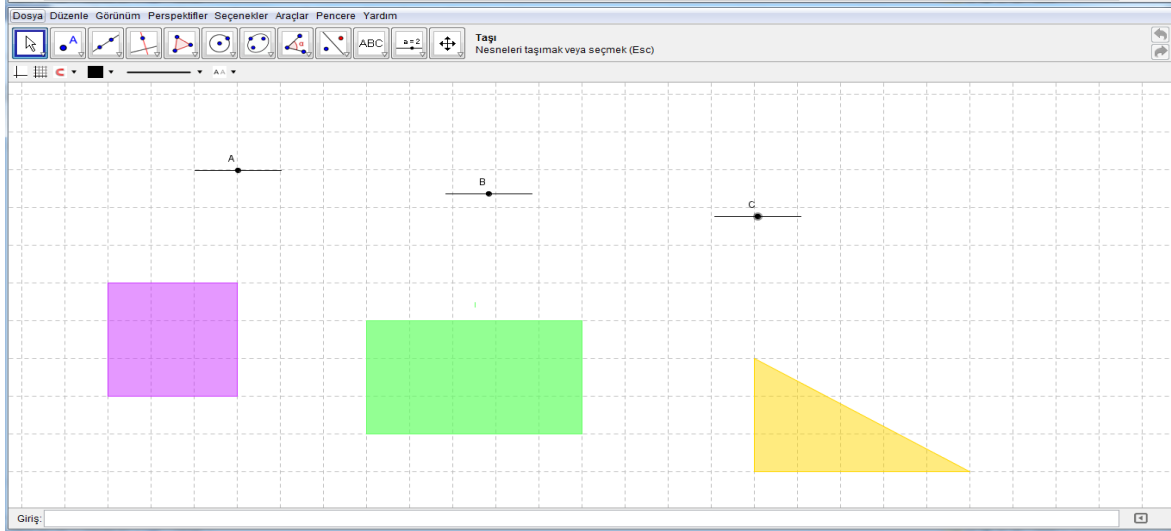 Dosya Düzenle Görünüm Perspektifler Seçenekler Araçlar Pencere Yardım
A
α
ABC
a=2
Taşı
Nesneleri taşımak veya seçmek (Esc)
A A
A
B
C
Giriş: